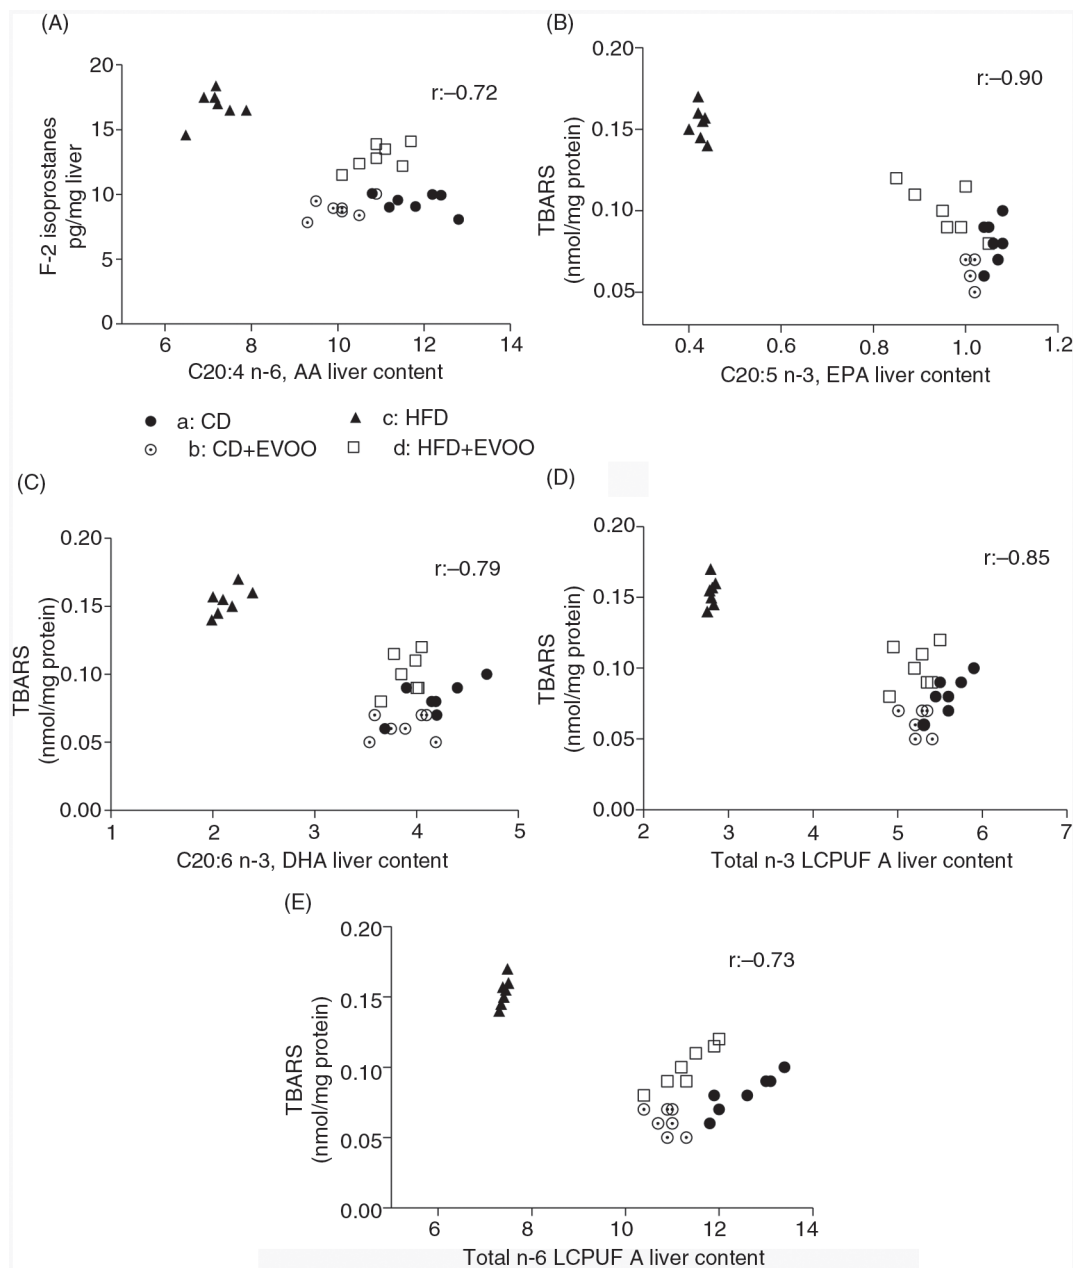 (A)
20
15
10
5
0
F-2 isoprostanes
pg/mg liver
r:–0.72
6 8 10 12 14
C20:4 n-6, AA liver content
(B)
0.20
0.15
0.10
0.05
TBARS
(nmol/mg protein)
r:–0.90
0.4 0.6 0.8 1.0 1.2
C20:5 n-3, EPA liver content
a: CD
c: HFD
b: CD+EVOO
d: HFD+EVOO
(C)
0.20
0.15
0.10
0.05
0.00
TBARS
(nmol/mg protein)
r:–0.79
1 2 3 4 5
C20:6 n-3, DHA liver content
(D)
0.20
0.15
0.10
0.05
0.00
TBARS
(nmol/mg protein)
r:–0.85
2 3 4 5 6 7
Total n-3 LCPUF A liver content
(E)
0.20
0.15
0.10
0.05
0.00
TBARS
(nmol/mg protein)
r:–0.73
6 8 10 12 14
Total n-6 LCPUF A liver content